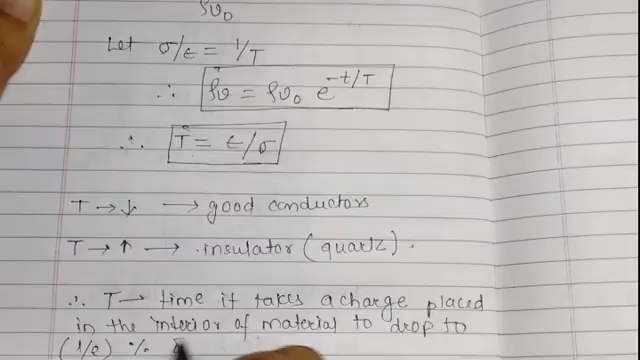 ρv₀
Let σ/ε = 1/T
∴ ρv = ρv₀ e^-t/T
∴ T = ε/σ
T → ↓ → good conductors
T → ↑ → insulator (quartz).
∴ T → time it takes a charge placed
in the interior of material to drop to
(1/e) %